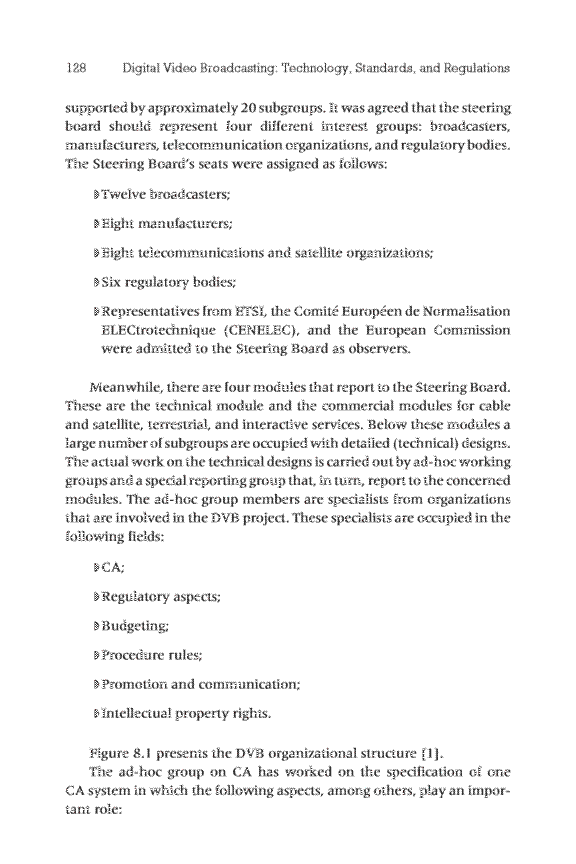 128 Digital Video Broadcasting: Technology, Standards, and Regulations
supported by approximately 20 subgroups. It was agreed that the steering
board should represent four different interest groups: broadcasters,
manufacturers, telecommunication organizations, and regulatory bodies.
The Steering Board's seats were assigned as follows:
Twelve broadcasters;
Eight manufacturers;
Eight telecommunications and satellite organizations;
Six regulatory bodies;
Representatives from ETSI, the Comité Européen de Normalisation
ELECtrotechnique (CENELEC), and the European Commission
were admitted to the Steering Board as observers.
Meanwhile, there are four modules that report to the Steering Board.
These are the technical module and the commercial modules for cable
and satellite, terrestrial, and interactive services. Below these modules a
large number of subgroups are occupied with detailed (technical) designs.
The actual work on the technical designs is carried out by ad-hoc working
groups and a special reporting group that, in turn, report to the concerned
modules. The ad-hoc group members are specialists from organizations
that are involved in the DVB project. These specialists are occupied in the
following fields:
CA;
Regulatory aspects;
Budgeting;
Procedure rules;
Promotion and communication;
Intellectual property rights.
Figure 8.1 presents the DVB organizational structure [1].
The ad-hoc group on CA has worked on the specification of one
CA system in which the following aspects, among others, play an impor-
tant role: